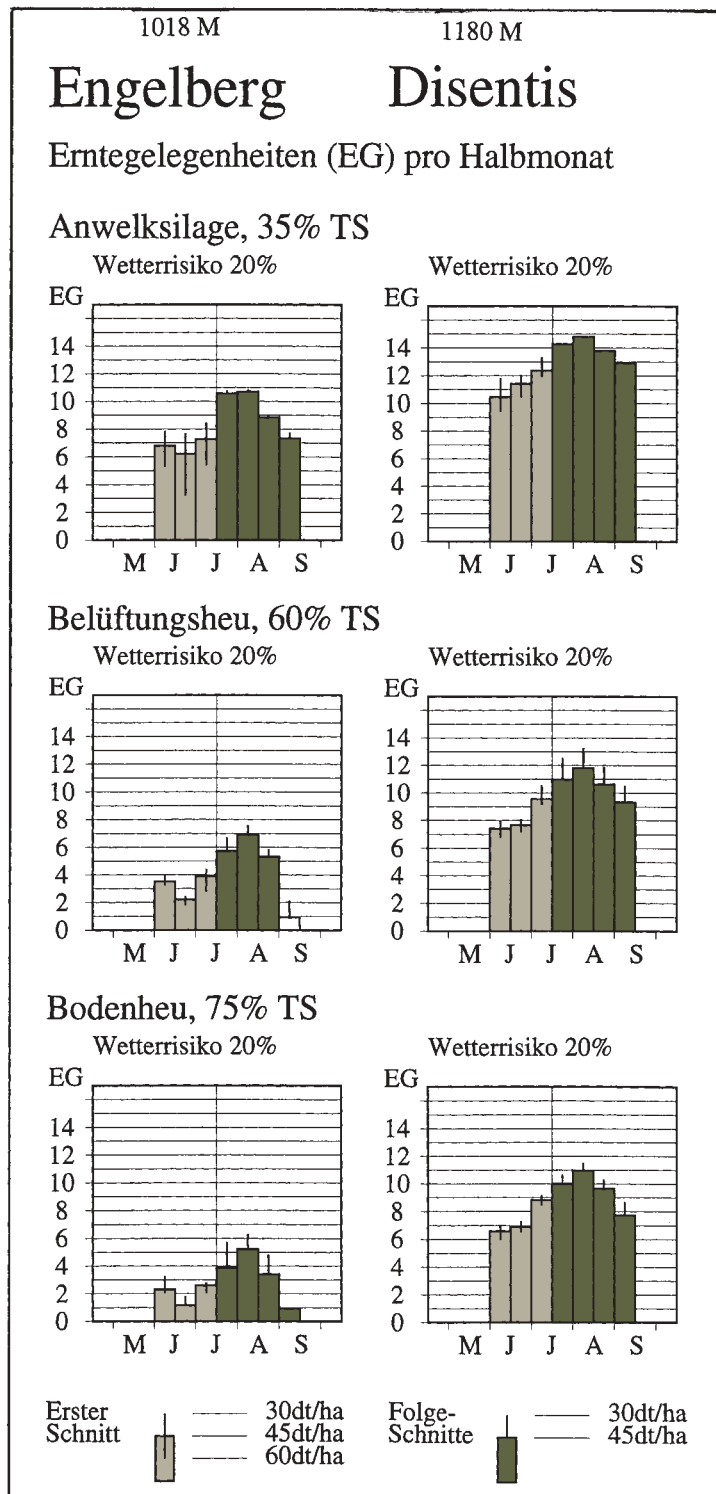 1018 M 1180 M
Engelberg Disentis
Erntegelegenheiten (EG) pro Halbmonat
Anwelksilage, 35% TS
Wetterrisiko 20% Wetterrisiko 20%
EG EG
14 14
12 12
10 10
8 8
6 6
4 4
2 2
0 0
M J J A S M J J A S
Belüftungsheu, 60% TS
Wetterrisiko 20% Wetterrisiko 20%
EG EG
14 14
12 12
10 10
8 8
6 6
4 4
2 2
0 0
M J J A S M J J A S
Bodenheu, 75% TS
Wetterrisiko 20% Wetterrisiko 20%
EG EG
14 14
12 12
10 10
8 8
6 6
4 4
2 2
0 0
M J J A S M J J A S
Erster 30dt/ha Folge- 30dt/ha
Schnitt 45dt/ha Schnitte 45dt/ha
60dt/ha